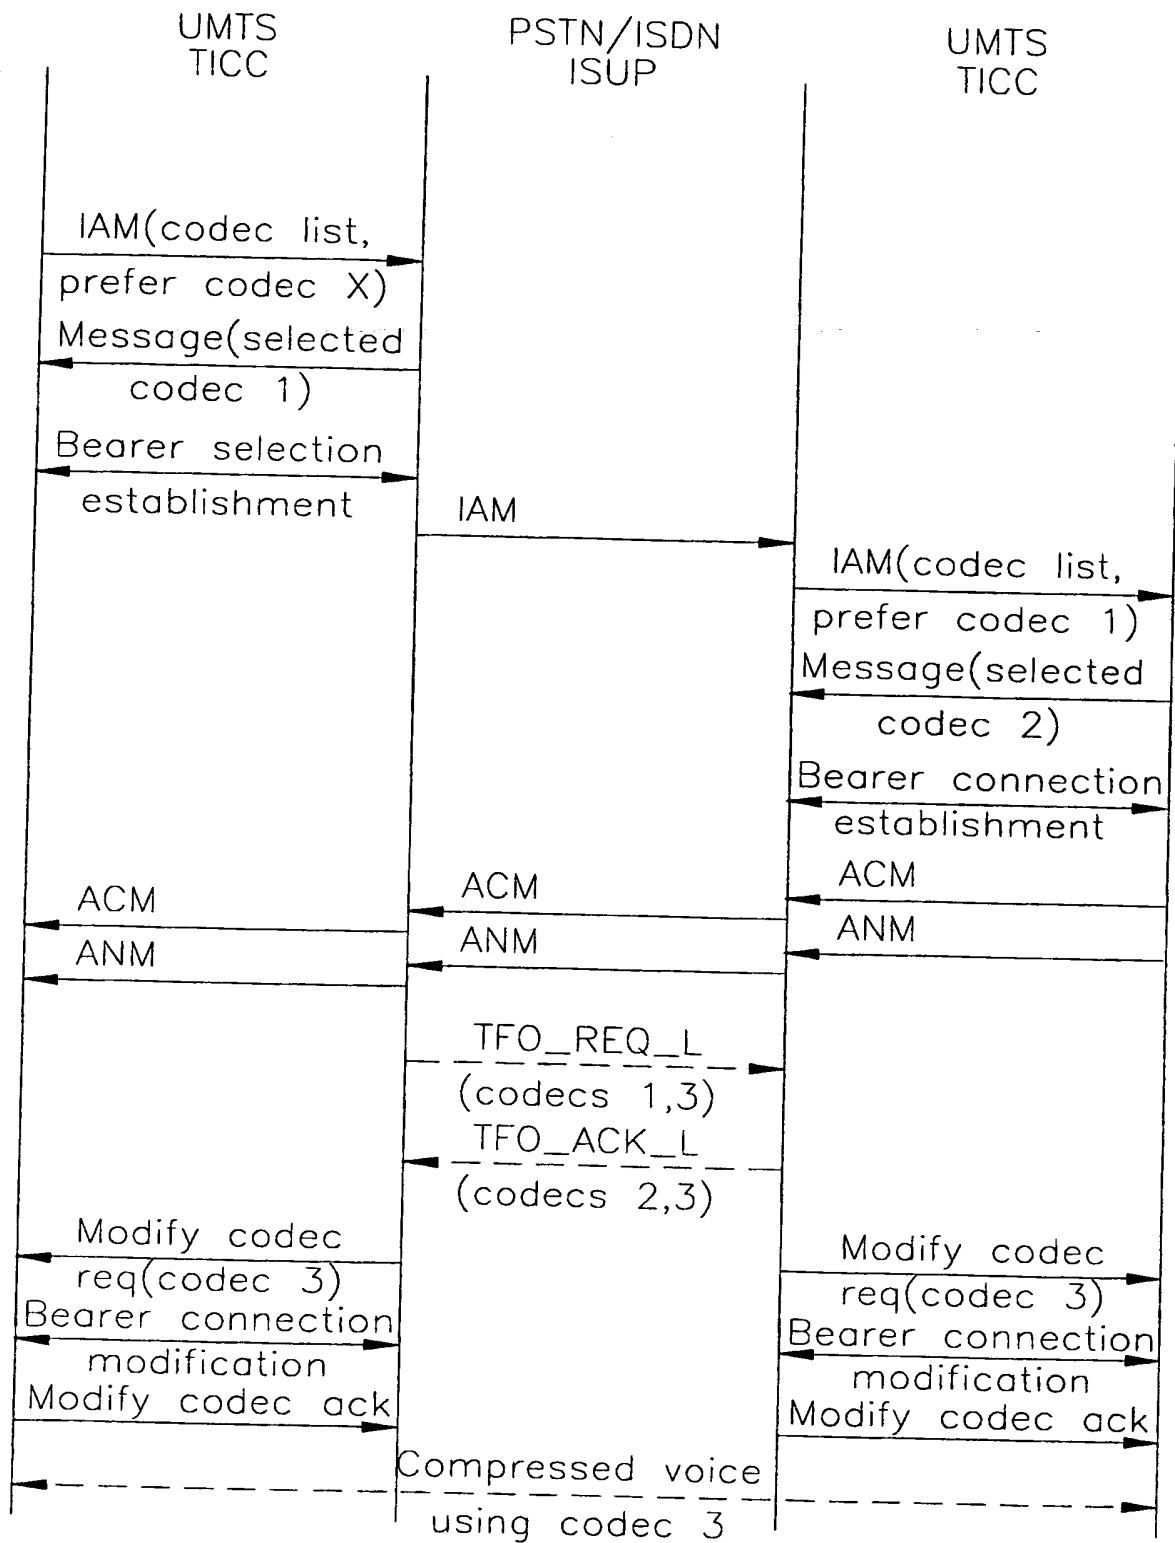 UMTS
TICC
PSTN/ISDN
ISUP
UMTS
TICC
IAM(codec list,
prefer codec X)
Message(selected
codec 1)
Bearer selection
establishment
IAM
IAM(codec list,
prefer codec 1)
Message(selected
codec 2)
Bearer connection
establishment
ACM
ACM
ACM
ANM
ANM
ANM
TFO_REQ_L
(codecs 1,3)
TFO_ACK_L
(codecs 2,3)
Modify codec
req(codec 3)
Bearer connection
modification
Modify codec ack
Modify codec
req(codec 3)
Bearer connection
modification
Modify codec ack
Compressed voice
using codec 3